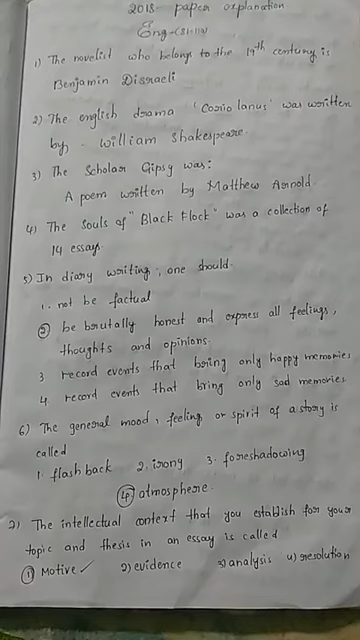 2018 - paper explanation
Eng-(81-110)
1) The novelist who belongs to the 19th century is
Benjamin Disraeli
2) The english drama 'Corio lanus' was written
by, - William Shakespeare.
3) The Scholar Gipsy was:
A poem written by Matthew Arnold
4) The Souls of "Black Flock" was a collection of
14 essays.
5) In diary writing, one should.
1. not be factual
2 be brutally honest and express all feelings,
thoughts and opinions.
3 record events that bring only happy memories
4 record events that bring only sad memories.
6) The general mood, feeling or spirit of a story is
called
1. flash back 2. irony 3. foreshadowing
4 atmosphere.
7) The intellectual context that you establish for your
topic and thesis in an essay is called
1 Motive ✓ 2) evidence 3) analysis 4) resolution